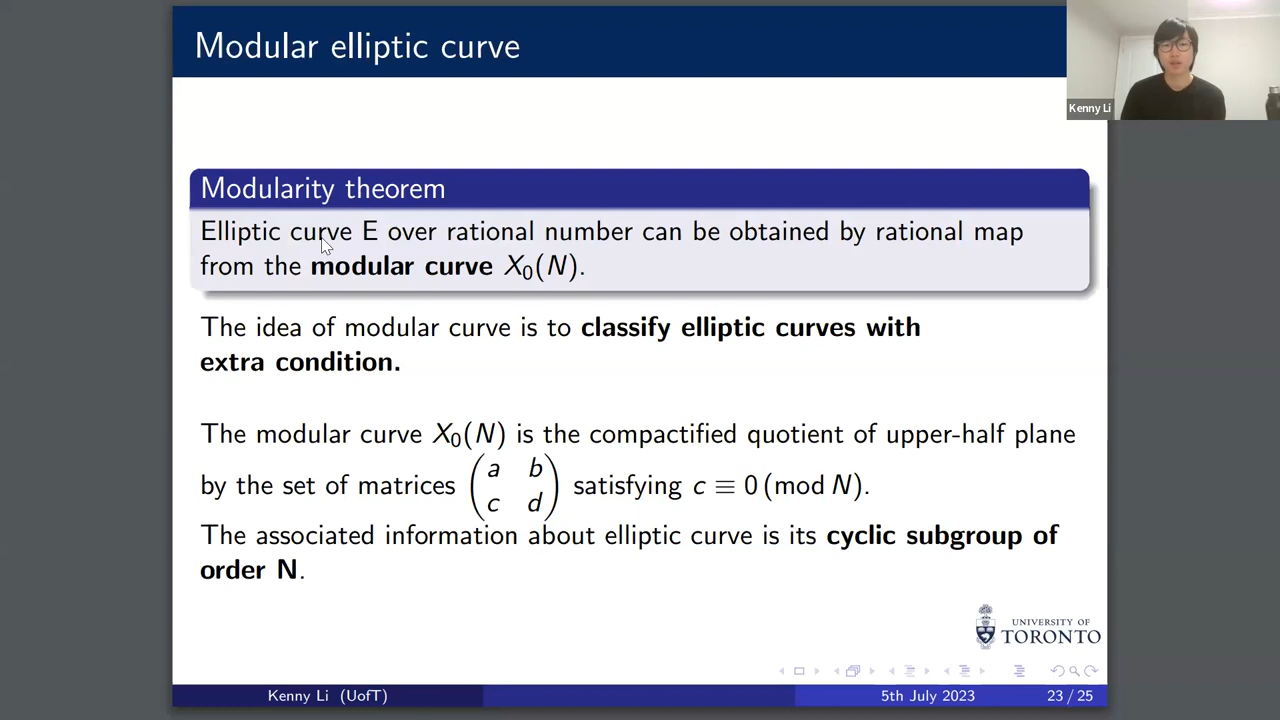 Modular elliptic curve
Kenny Li
Modularity theorem
Elliptic curve E over rational number can be obtained by rational map
from the modular curve X₀(N).
The idea of modular curve is to classify elliptic curves with
extra condition.
The modular curve X₀(N) is the compactified quotient of upper-half plane
by the set of matrices (a b; c d) satisfying c ≡ 0 (mod N).
The associated information about elliptic curve is its cyclic subgroup of
order N.
UNIVERSITY OF
TORONTO
Kenny Li (UofT) 5th July 2023 23 / 25